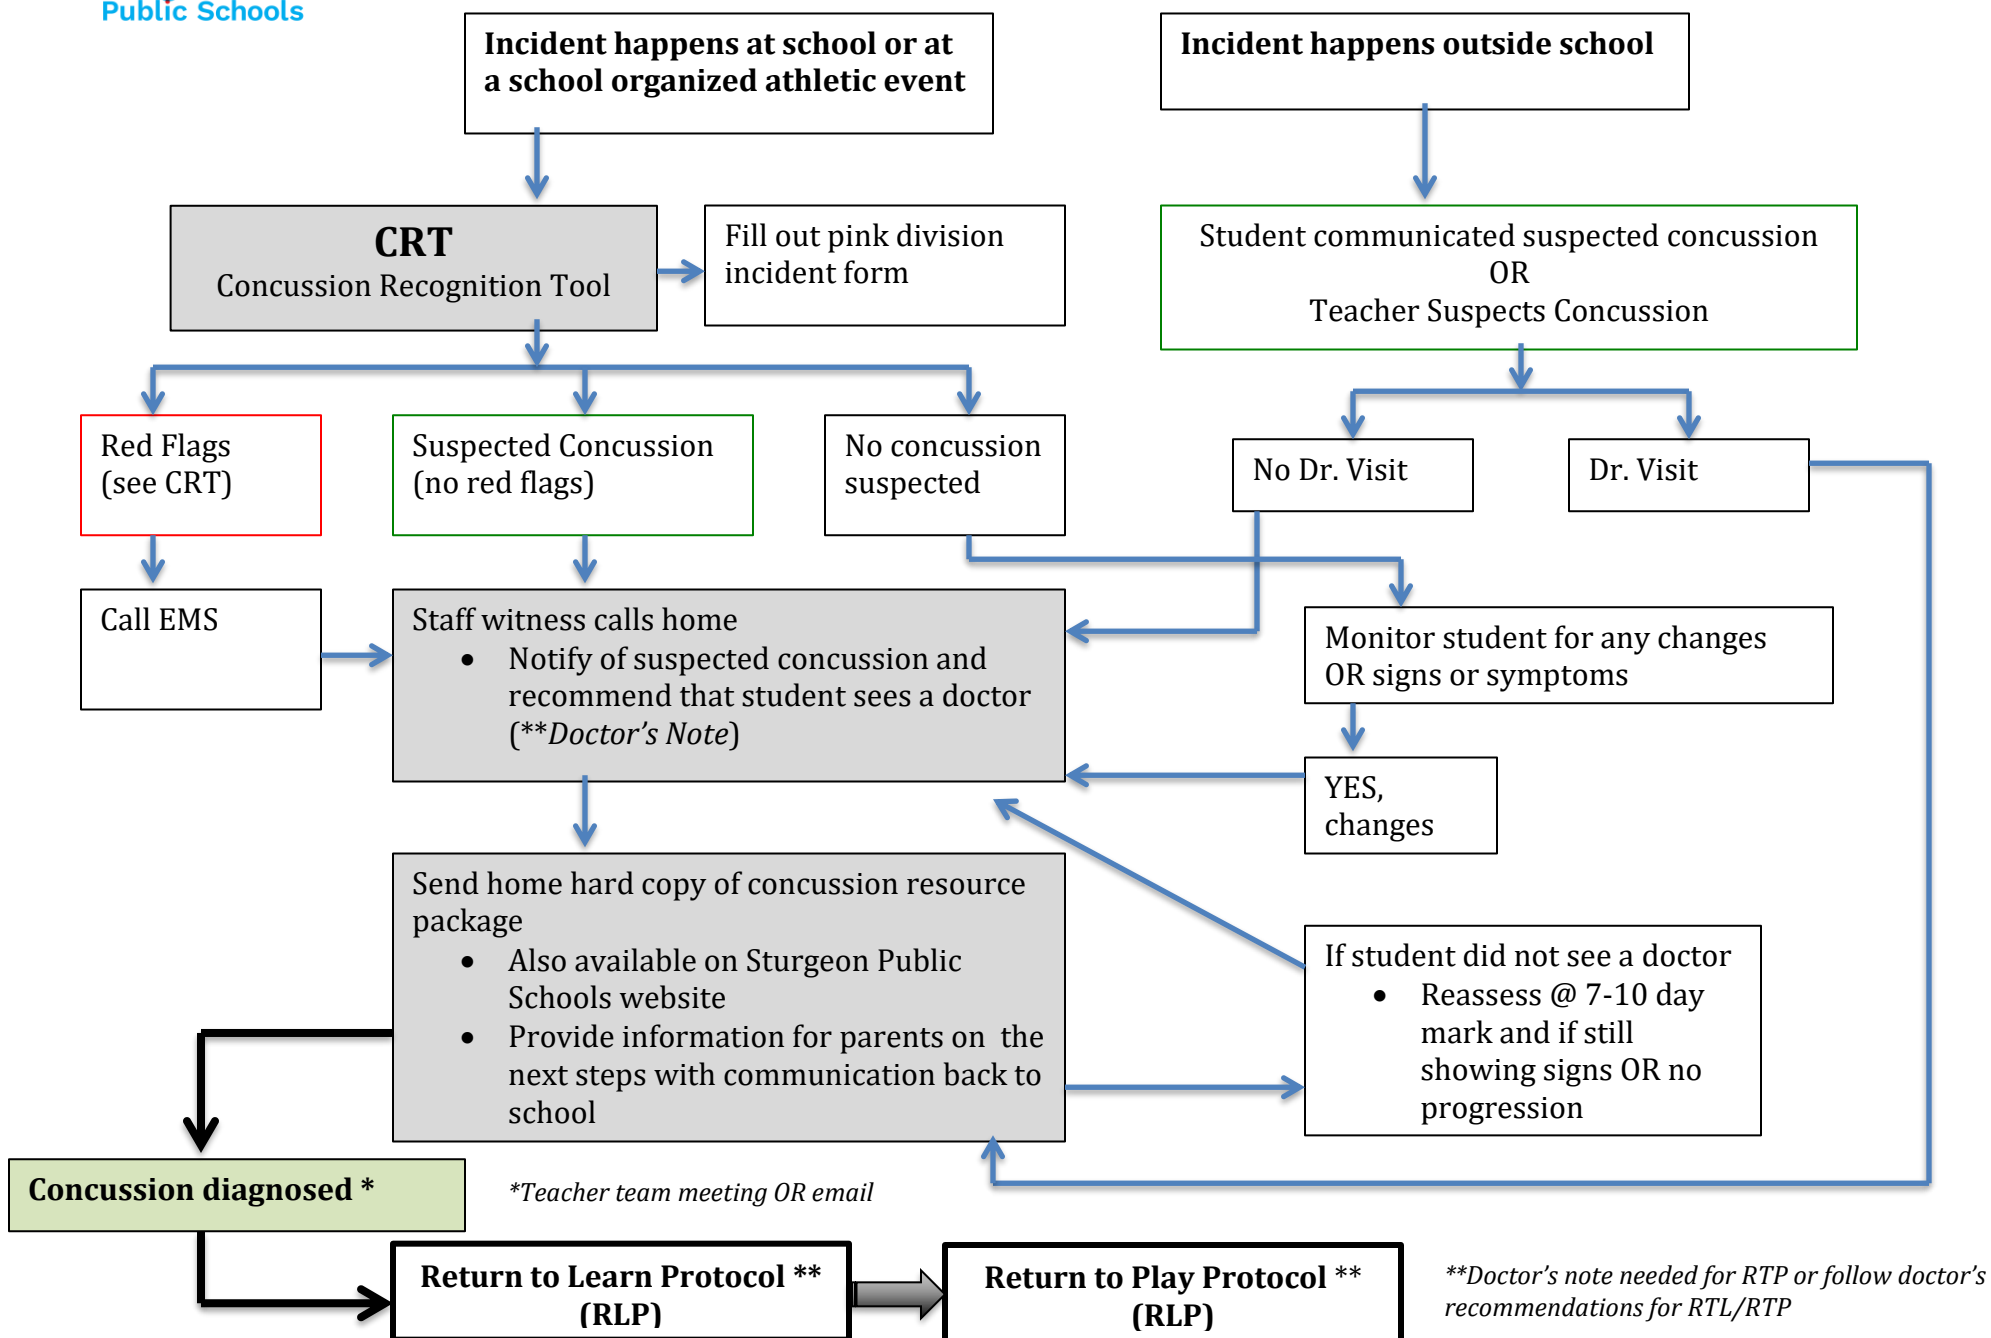 Public Schools
Incident happens at school or at
a school organized athletic event
Incident happens outside school
CRT
Concussion Recognition Tool
Fill out pink division
incident form
Student communicated suspected concussion
OR
Teacher Suspects Concussion
Red Flags
(see CRT)
Suspected Concussion
(no red flags)
No concussion
suspected
No Dr. Visit
Dr. Visit
Call EMS
Staff witness calls home
• Notify of suspected concussion and
recommend that student sees a doctor
(**Doctor's Note)
Monitor student for any changes
OR signs or symptoms
YES,
changes
Send home hard copy of concussion resource
package
• Also available on Sturgeon Public
Schools website
• Provide information for parents on the
next steps with communication back to
school
If student did not see a doctor
• Reassess @ 7-10 day
mark and if still
showing signs OR no
progression
Concussion diagnosed *
*Teacher team meeting OR email
Return to Learn Protocol **
(RLP)
Return to Play Protocol **
(RLP)
**Doctor's note needed for RTP or follow doctor's
recommendations for RTL/RTP